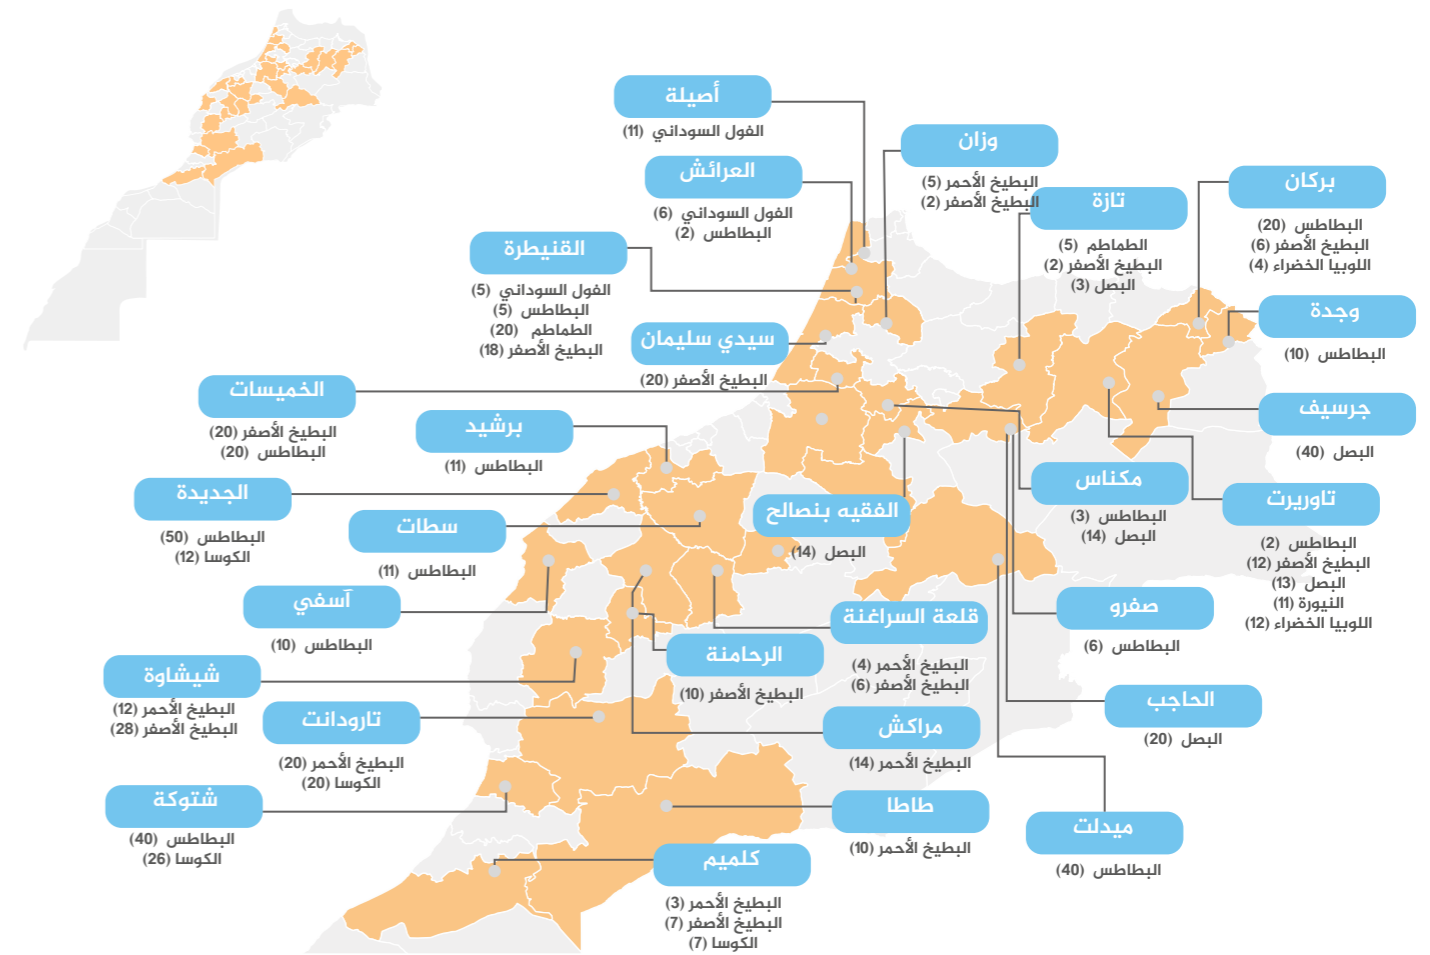 أصيلة
الفول السوداني (11)
وزان
البطيخ الأحمر (5)
البطيخ الأصفر (2)
العرائش
الفول السوداني (6)
البطاطس (2)
بركان
البطاطس (20)
البطيخ الأصفر (6)
اللوبيا الخضراء (4)
تازة
الطماطم (5)
البطيخ الأصفر (2)
البصل (3)
القنيطرة
الفول السوداني (5)
البطاطس (5)
الطماطم (20)
البطيخ الأصفر (18)
وجدة
البطاطس (10)
سيدي سليمان
البطيخ الأصفر (20)
الخميسات
البطيخ الأصفر (20)
البطاطس (20)
جرسيف
البصل (40)
برشيد
البطاطس (11)
مكناس
البطاطس (3)
البصل (14)
الجديدة
البطاطس (50)
الكوسا (12)
تاوريرت
البطاطس (2)
البطيخ الأصفر (12)
البصل (13)
النيورة (11)
اللوبيا الخضراء (12)
الفقيه بنصالح
البصل (14)
سطات
البطاطس (11)
آسفي
البطاطس (10)
صفرو
البطاطس (6)
قلعة السراغنة
البطيخ الأحمر (4)
البطيخ الأصفر (6)
الرحامنة
البطيخ الأصفر (10)
شيشاوة
البطيخ الأحمر (12)
البطيخ الأصفر (28)
الحاجب
البصل (20)
تارودانت
البطيخ الأحمر (20)
الكوسا (20)
مراكش
البطيخ الأحمر (14)
شتوكة
البطاطس (40)
الكوسا (26)
طاطا
البطيخ الأحمر (10)
ميدلت
البطاطس (40)
كلميم
البطيخ الأحمر (3)
البطيخ الأصفر (7)
الكوسا (7)